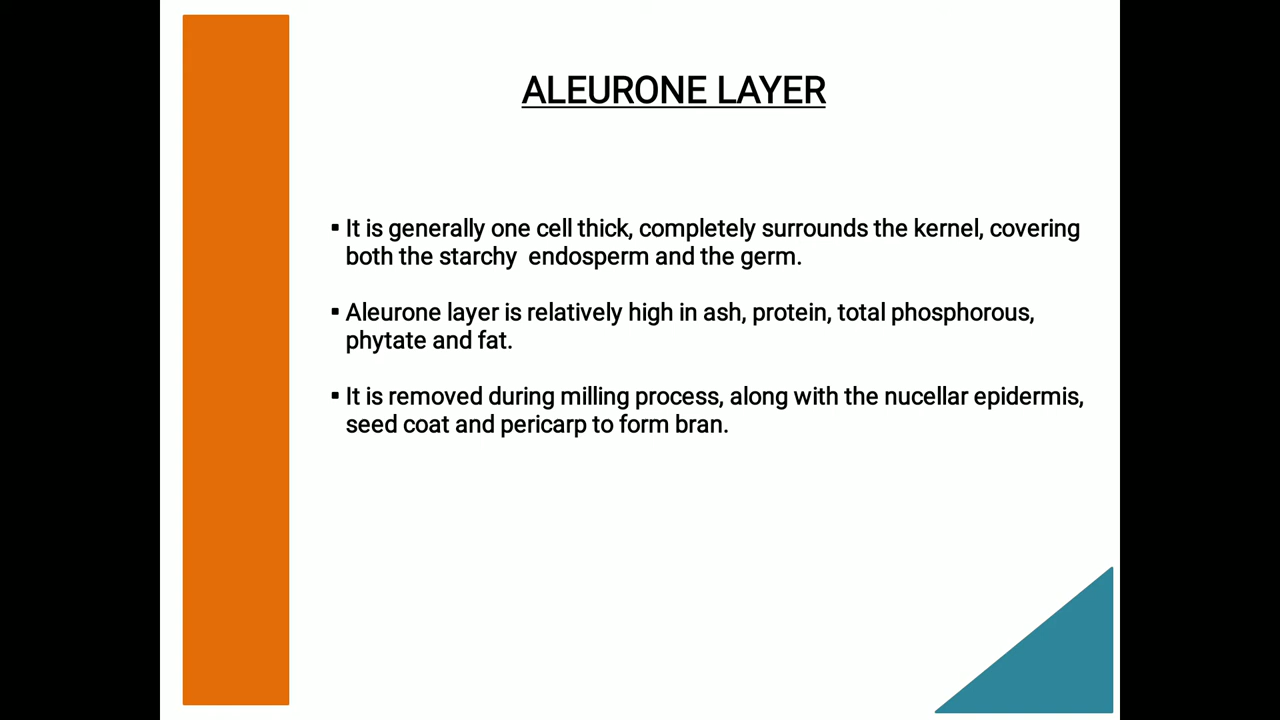 ALEURONE LAYER
▪ It is generally one cell thick, completely surrounds the kernel, covering
both the starchy  endosperm and the germ.
▪ Aleurone layer is relatively high in ash, protein, total phosphorous,
phytate and fat.
▪ It is removed during milling process, along with the nucellar epidermis,
seed coat and pericarp to form bran.